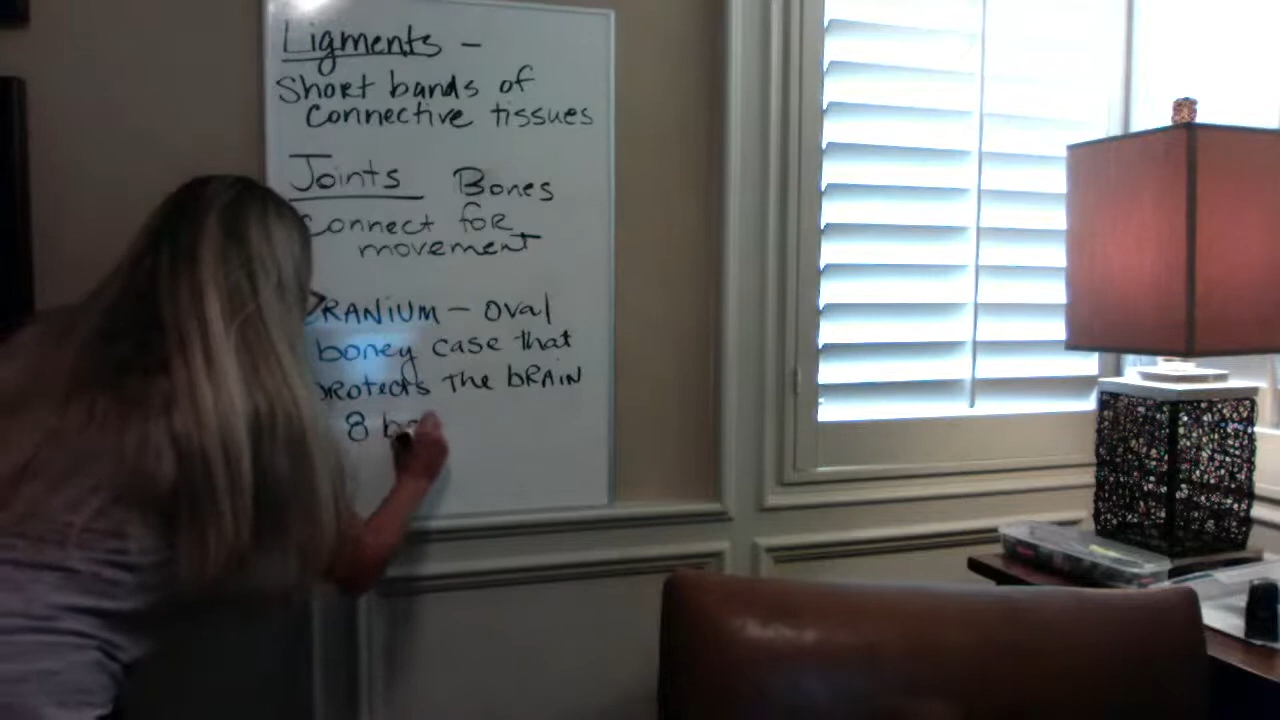 Ligments -
Short bands of
connective tissues
Joints Bones
connect for
movement
CRANiUM - oval
boney case that
protects the bRAiN
8